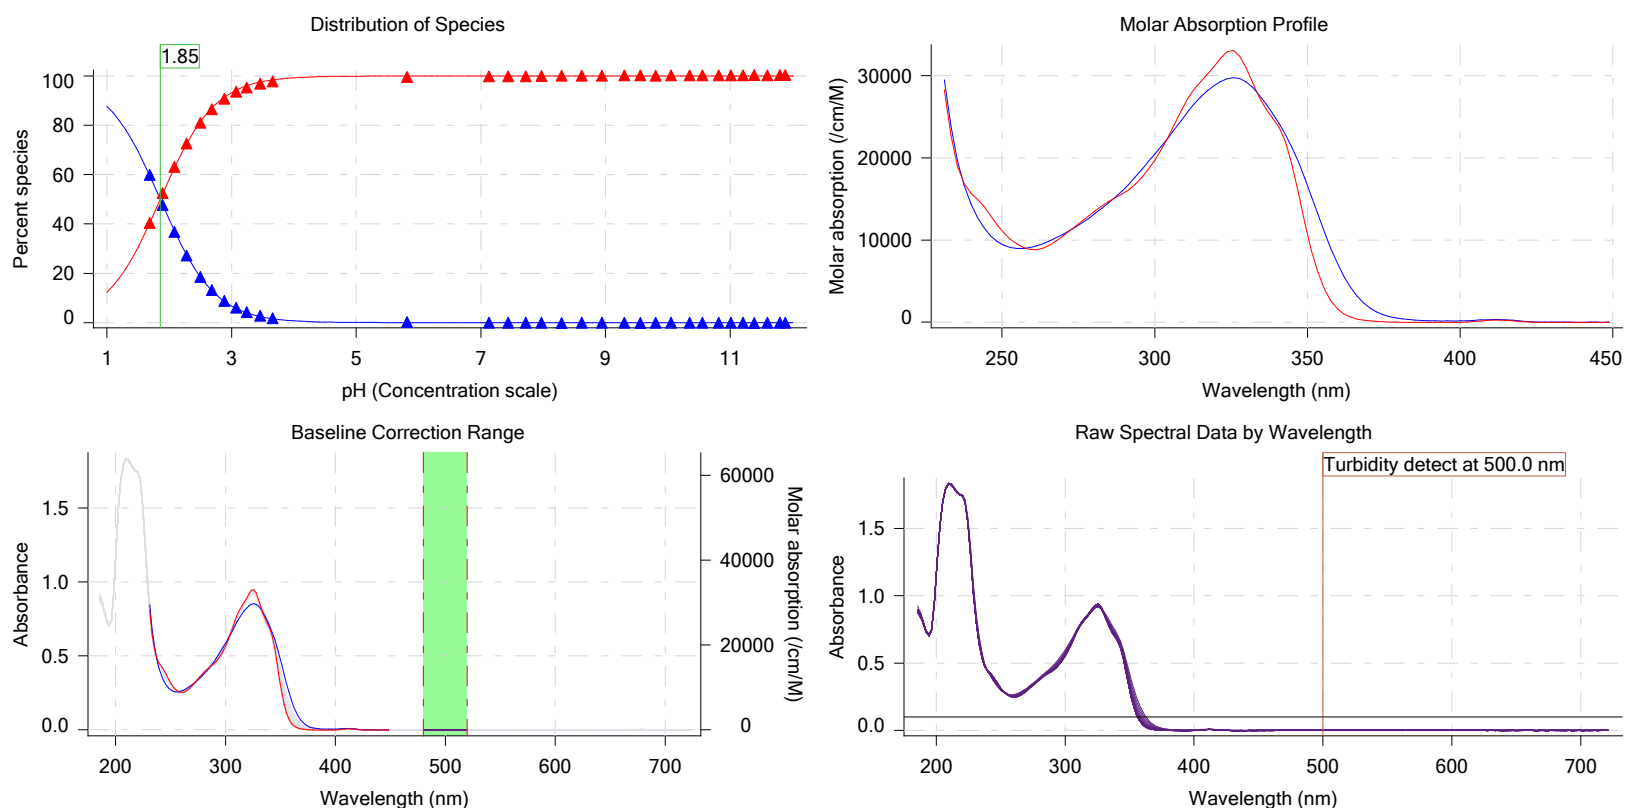 Distribution of Species
1.85
100
80
60
40
20
0
Percent species
1 3 5 7 9 11
pH (Concentration scale)
Molar Absorption Profile
30000
20000
10000
0
Molar absorption (/cm/M)
250 300 350 400 450
Wavelength (nm)
Baseline Correction Range
1.5
1.0
0.5
0.0
Absorbance
60000
40000
20000
0
Molar absorption (/cm/M)
200 300 400 500 600 700
Wavelength (nm)
Raw Spectral Data by Wavelength
Turbidity detect at 500.0 nm
1.5
1.0
0.5
0.0
Absorbance
200 300 400 500 600 700
Wavelength (nm)